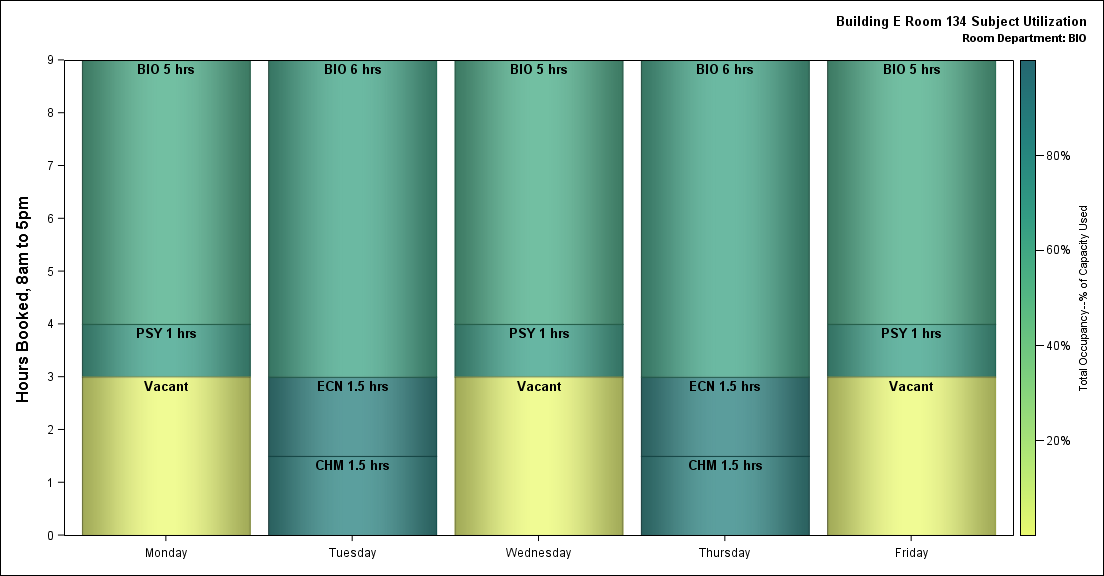 Building E Room 134 Subject Utilization
Room Department: BIO
Hours Booked, 8am to 5pm
9
8
7
6
5
4
3
2
1
0
BIO 5 hrs
PSY 1 hrs
Vacant
Monday
BIO 6 hrs
ECN 1.5 hrs
CHM 1.5 hrs
Tuesday
BIO 5 hrs
PSY 1 hrs
Vacant
Wednesday
BIO 6 hrs
ECN 1.5 hrs
CHM 1.5 hrs
Thursday
BIO 5 hrs
PSY 1 hrs
Vacant
Friday
80%
60%
40%
20%
Total Occupancy--% of Capacity Used